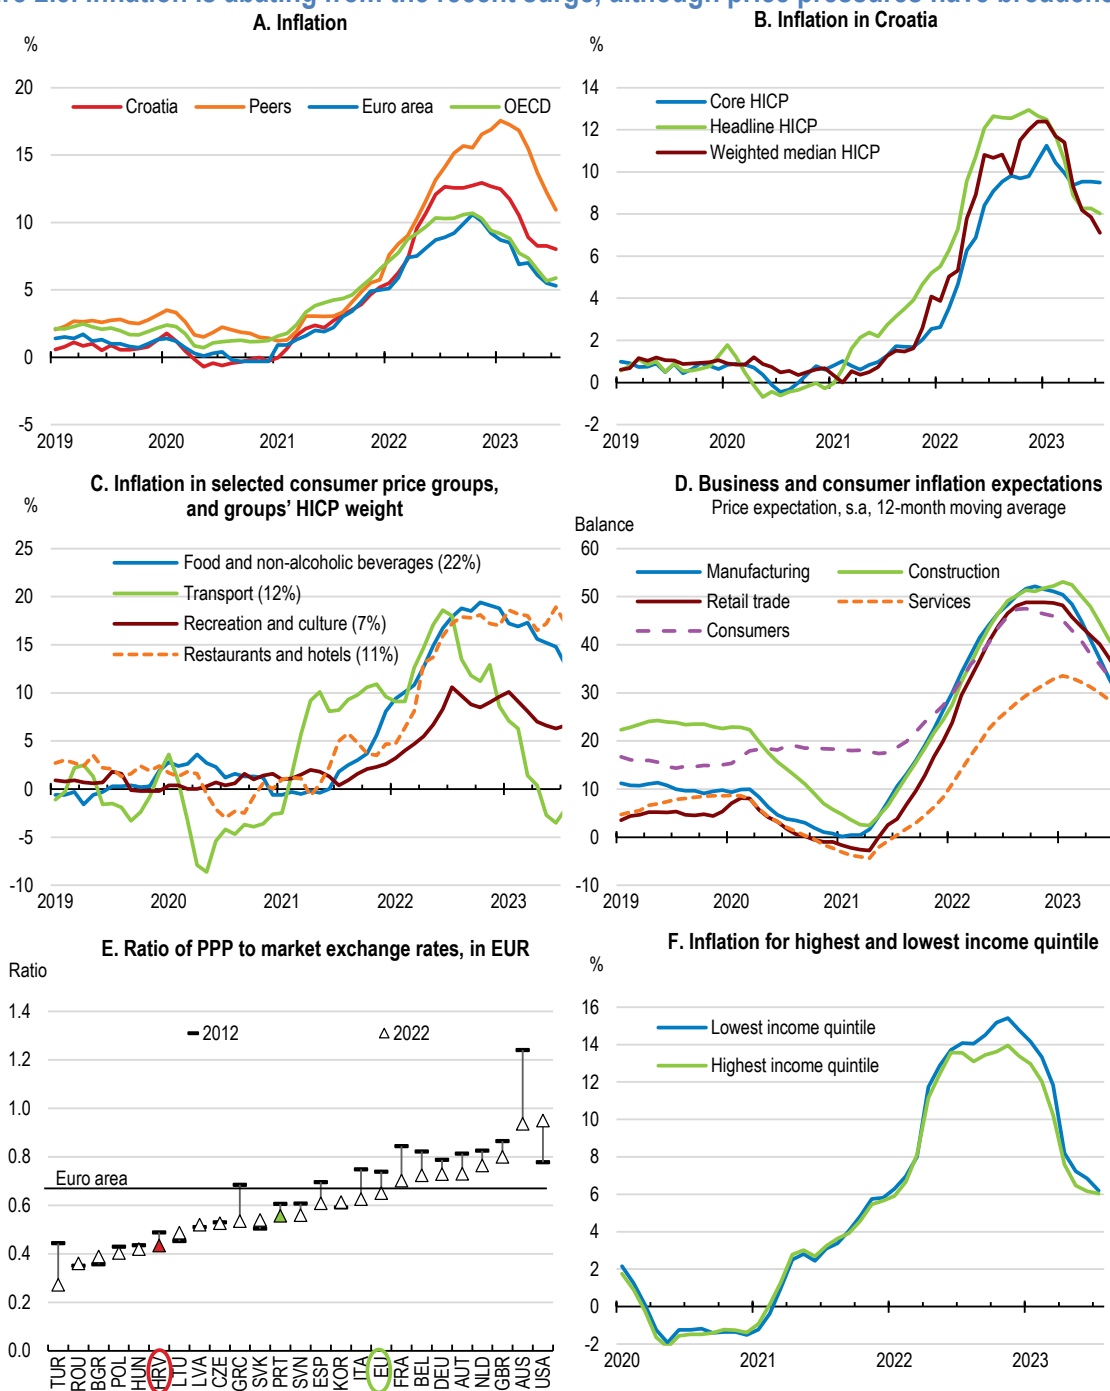 A. Inflation
%
20
15
10
5
0
-5
Croatia Peers Euro area OECD
2019 2020 2021 2022 2023
B. Inflation in Croatia
%
14
12
10
8
6
4
2
0
-2
Core HICP
Headline HICP
Weighted median HICP
2019 2020 2021 2022 2023
C. Inflation in selected consumer price groups,
and groups' HICP weight
%
25
20
15
10
5
0
-5
-10
Food and non-alcoholic beverages (22%)
Transport (12%)
Recreation and culture (7%)
Restaurants and hotels (11%)
2019 2020 2021 2022 2023
D. Business and consumer inflation expectations
Price expectation, s.a, 12-month moving average
Balance
60
50
40
30
20
10
0
-10
Manufacturing Construction
Retail trade Services
Consumers
2019 2020 2021 2022 2023
E. Ratio of PPP to market exchange rates, in EUR
Ratio
1.4
1.2
1.0
0.8
0.6
0.4
0.2
0.0
2012 2022
Euro area
TUR ROU BGR POL HUN HRV LTU LVA CZE GRC SVK PRT SVN ESP KOR ITA EU FRA BEL DEU AUT NLD GBR AUS USA
F. Inflation for highest and lowest income quintile
%
16
14
12
10
8
6
4
2
0
-2
Lowest income quintile
Highest income quintile
2020 2021 2022 2023